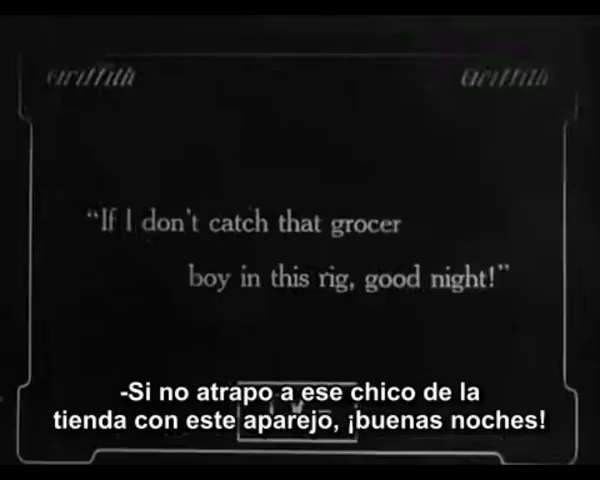 Griffith Griffith
"If I don't catch that grocer
boy in this rig, good night!"
-Si no atrapo a ese chico de la
tienda con este aparejo, ¡buenas noches!